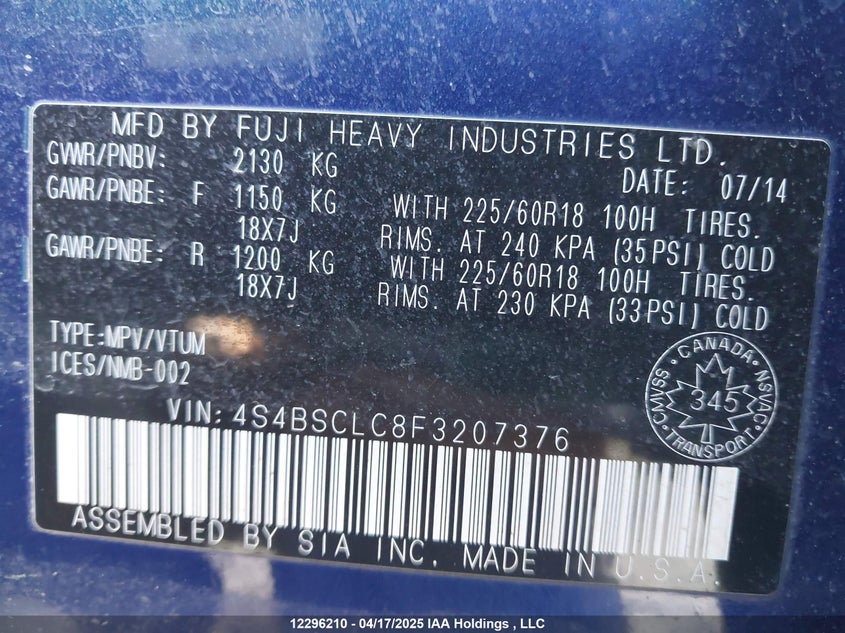 MFD BY FUJI HEAVY INDUSTRIES LTD.
GVWR/PNBV: 2130 KG DATE: 07/14
GAWR/PNBE: F 1150 KG WITH 225/60R18 100H TIRES.
18X7J RIMS. AT 240 KPA (35PSI) COLD
GAWR/PNBE: R 1200 KG WITH 225/60R18 100H TIRES.
18X7J RIMS. AT 230 KPA (33PSI) COLD
TYPE:MPV/VTUM
ICES/NMB-002
CANADA
CMVSS NSVAC
345
TRANSPORT
VIN: 4S4BSCLC8F3207376
ASSEMBLED BY SIA INC. MADE IN U.S.A.
12296210 - 04/17/2025 IAA Holdings , LLC